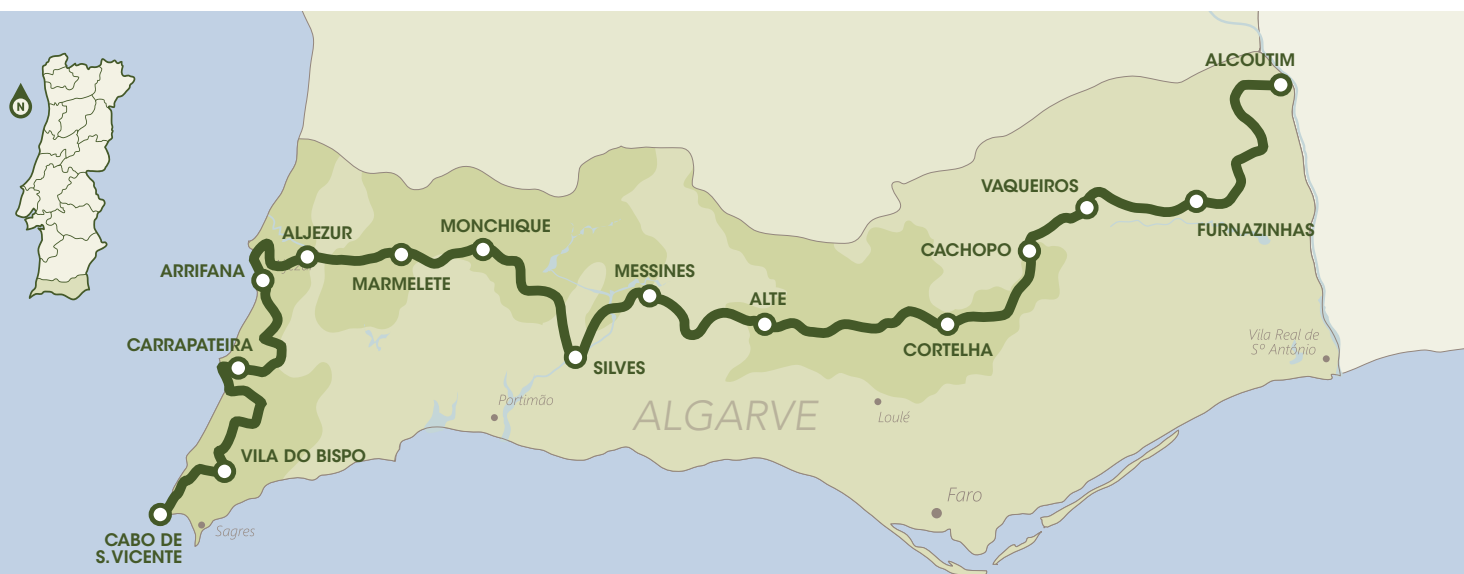 N
ALCOUTIM
VAQUEIROS
FURNAZINHAS
CACHOPO
MONCHIQUE
ALJEZUR
ARRIFANA
MARMELETE
MESSINES
ALTE
CORTELHA
CARRAPATEIRA
SILVES
Vila Real de
Sº António
Portimão
ALGARVE
Loulé
VILA DO BISPO
Faro
Sagres
CABO DE
S. VICENTE